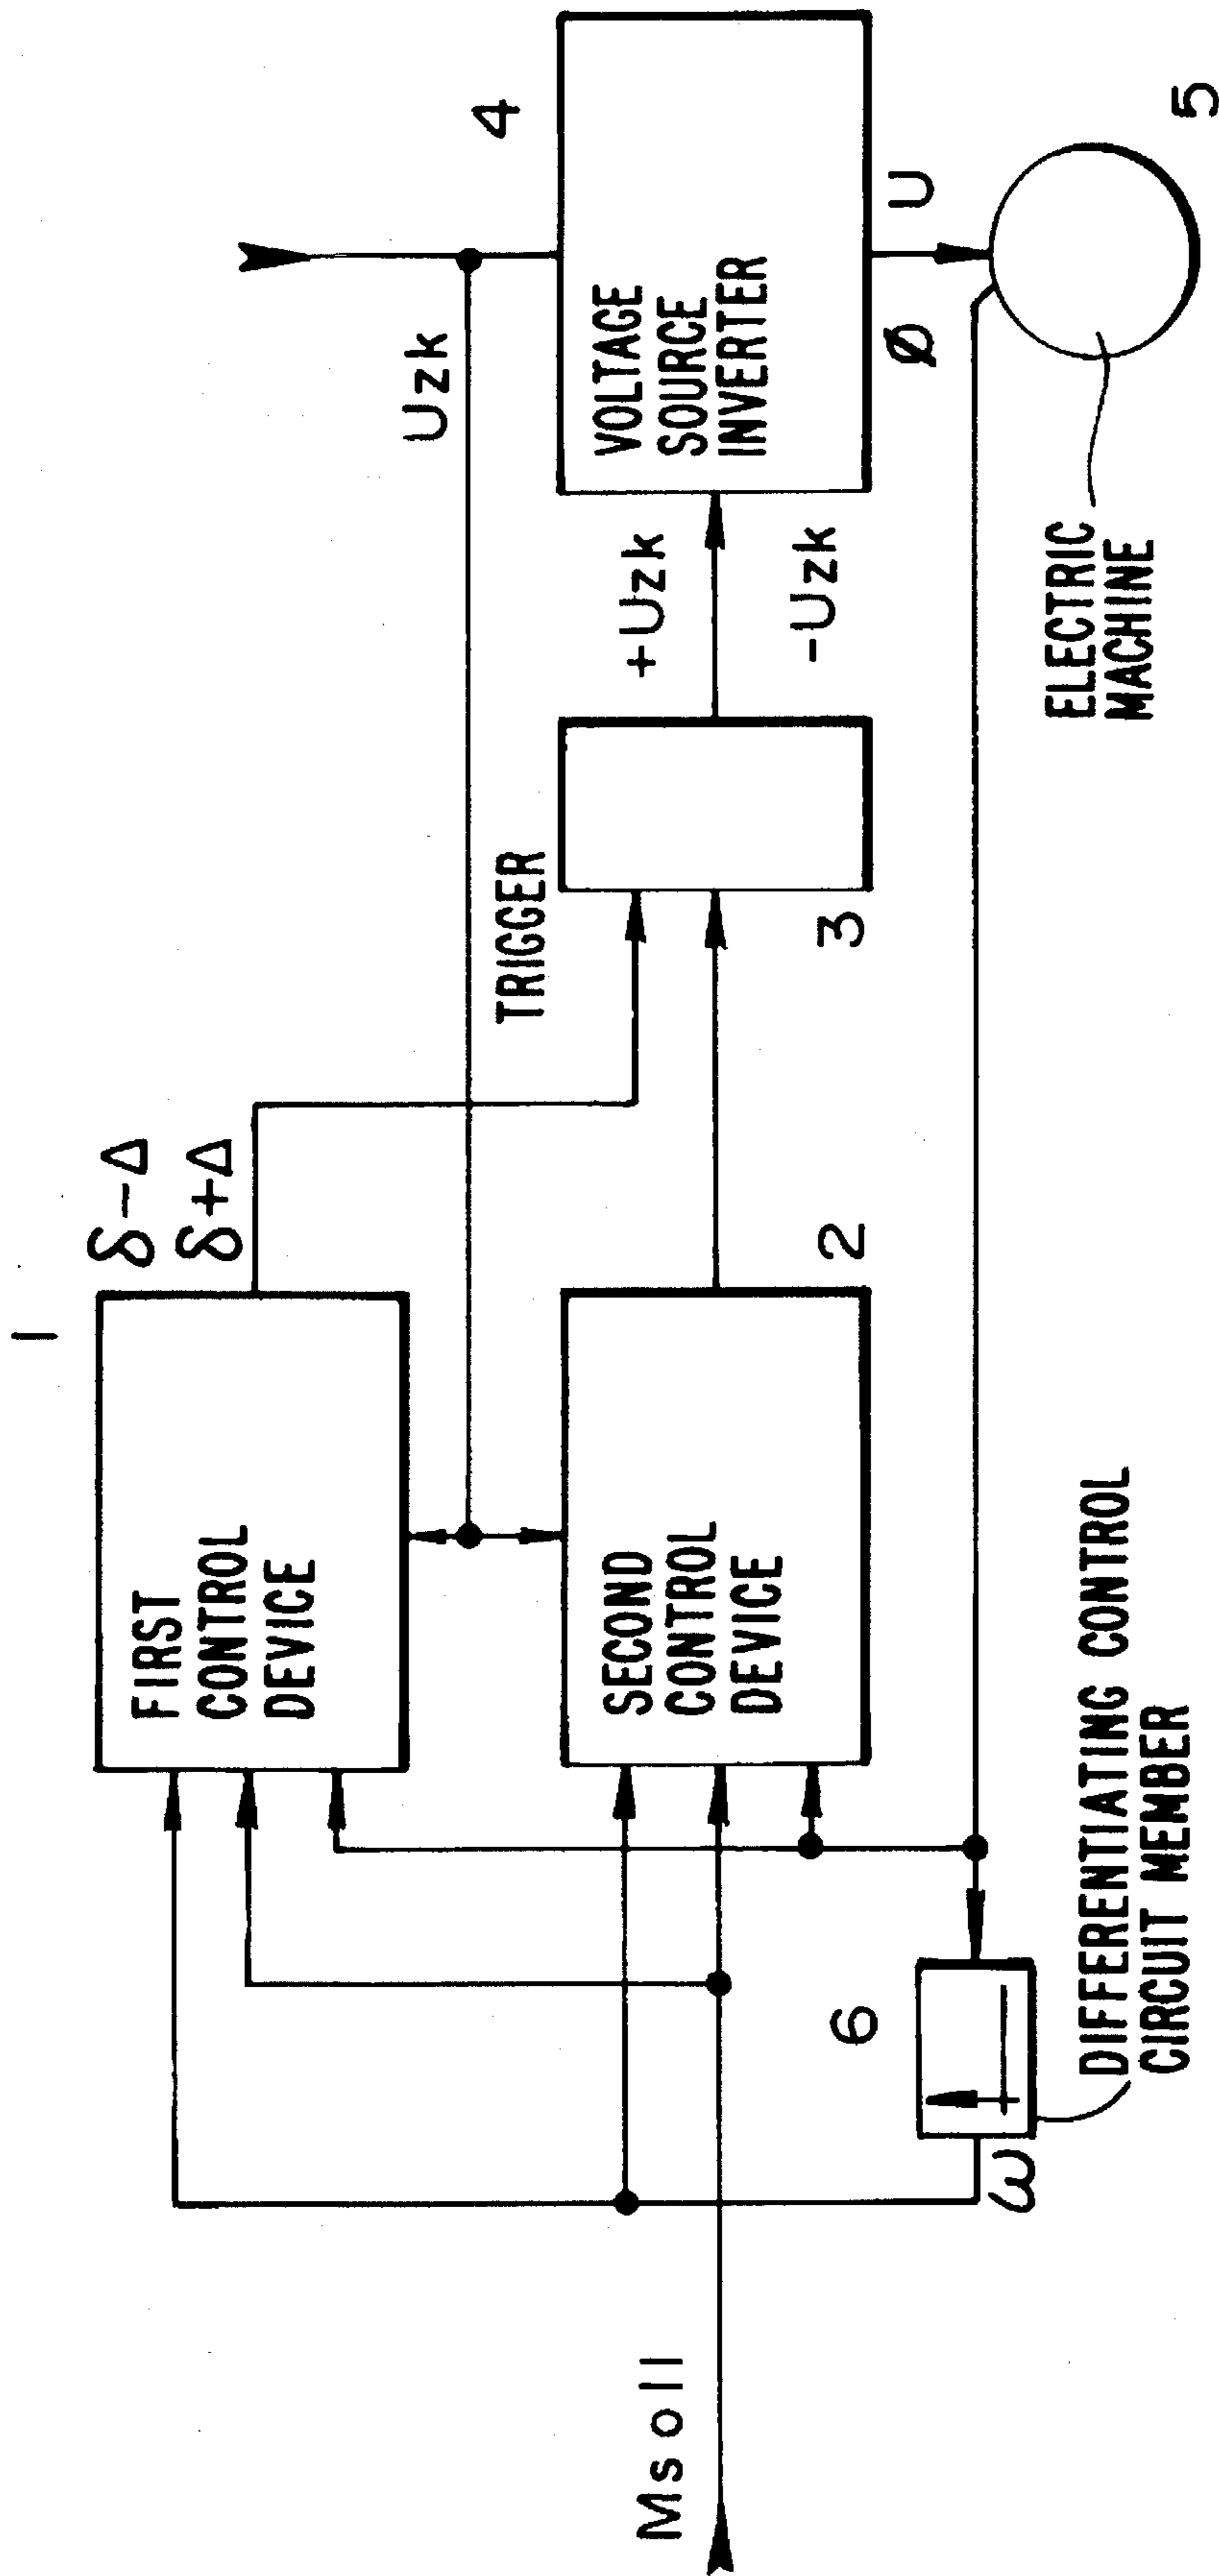 1
δ-Δ
δ+Δ
FIRST
CONTROL
DEVICE
Uzk
4
TRIGGER
SECOND
CONTROL
DEVICE
2
3
+Uzk
-Uzk
VOLTAGE
SOURCE
INVERTER
Msoll
6
Ø
U
ω
ELECTRIC
MACHINE
5
DIFFERENTIATING CONTROL
CIRCUIT MEMBER